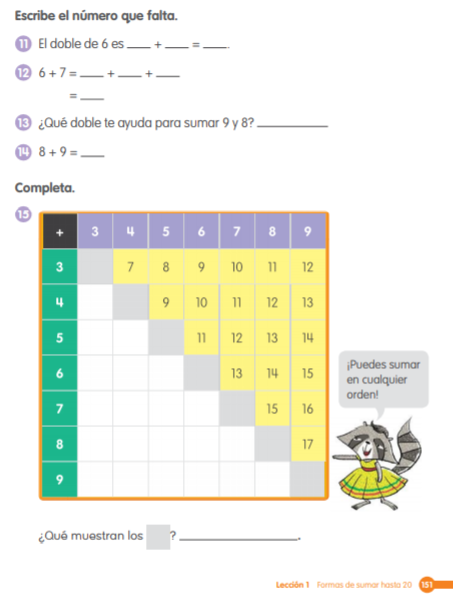 Escribe el número que falta.
11 El doble de 6 es ____ + ____ = ____.
12 6 + 7 = ____ + ____ + ____
= ____
13 ¿Qué doble te ayuda para sumar 9 y 8? ____________
14 8 + 9 = ____
Completa.
15
+ 3 4 5 6 7 8 9
3 7 8 9 10 11 12
4 9 10 11 12 13
5 11 12 13 14
6 13 14 15
7 15 16
8 17
9
¡Puedes sumar
en cualquier
orden!
¿Qué muestran los ? ____________________.
Lección 1 Formas de sumar hasta 20 151